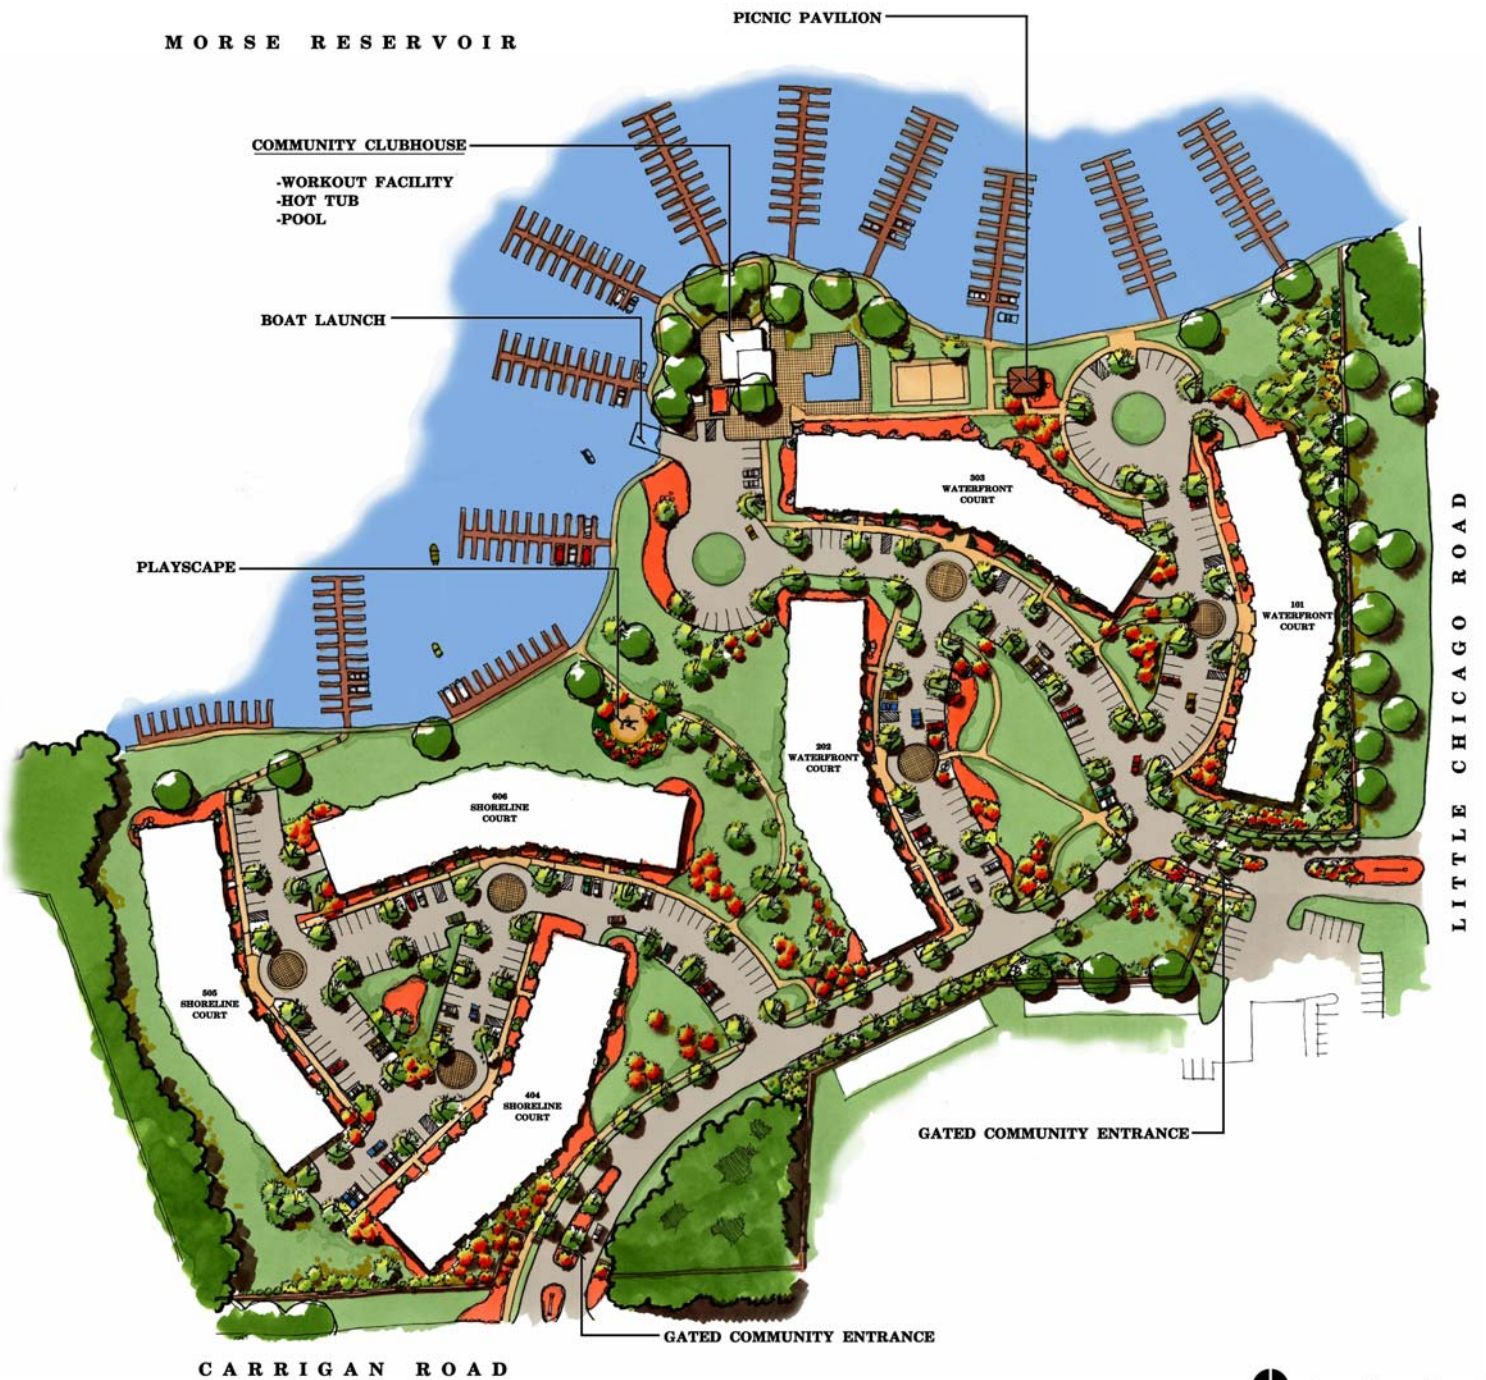 PICNIC PAVILION
MORSE RESERVOIR
COMMUNITY CLUBHOUSE
-WORKOUT FACILITY
-HOT TUB
-POOL
BOAT LAUNCH
303
WATERFRONT
COURT
PLAYSCAPE
101
WATERFRONT
COURT
LITTLE CHICAGO ROAD
202
WATERFRONT
COURT
606
SHORELINE
COURT
505
SHORELINE
COURT
404
SHORELINE
COURT
GATED COMMUNITY ENTRANCE
GATED COMMUNITY ENTRANCE
CARRIGAN ROAD